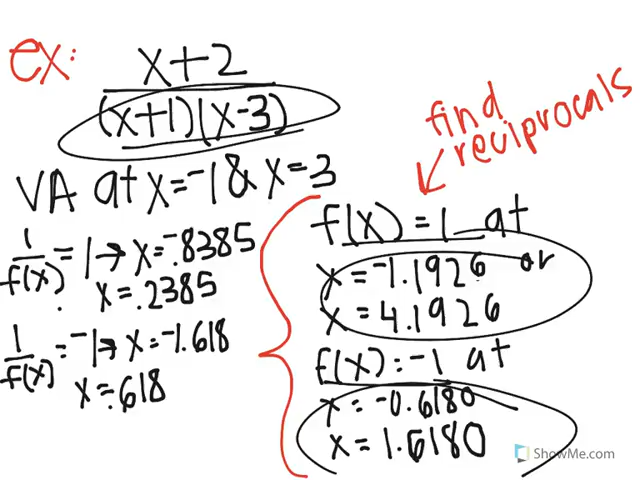 ex:
x+2
(x+1)(x-3)
find
reciprocals
VA at x=-1 & x=3
1/f(x) = 1 → x=-.8385
x=.2385
1/f(x) = -1 → x=-1.618
x=.618
f(x)=1 at
x=-1.1926 or
x=4.1926
f(x)=-1 at
x=-0.6180
x=1.6180
ShowMe.com